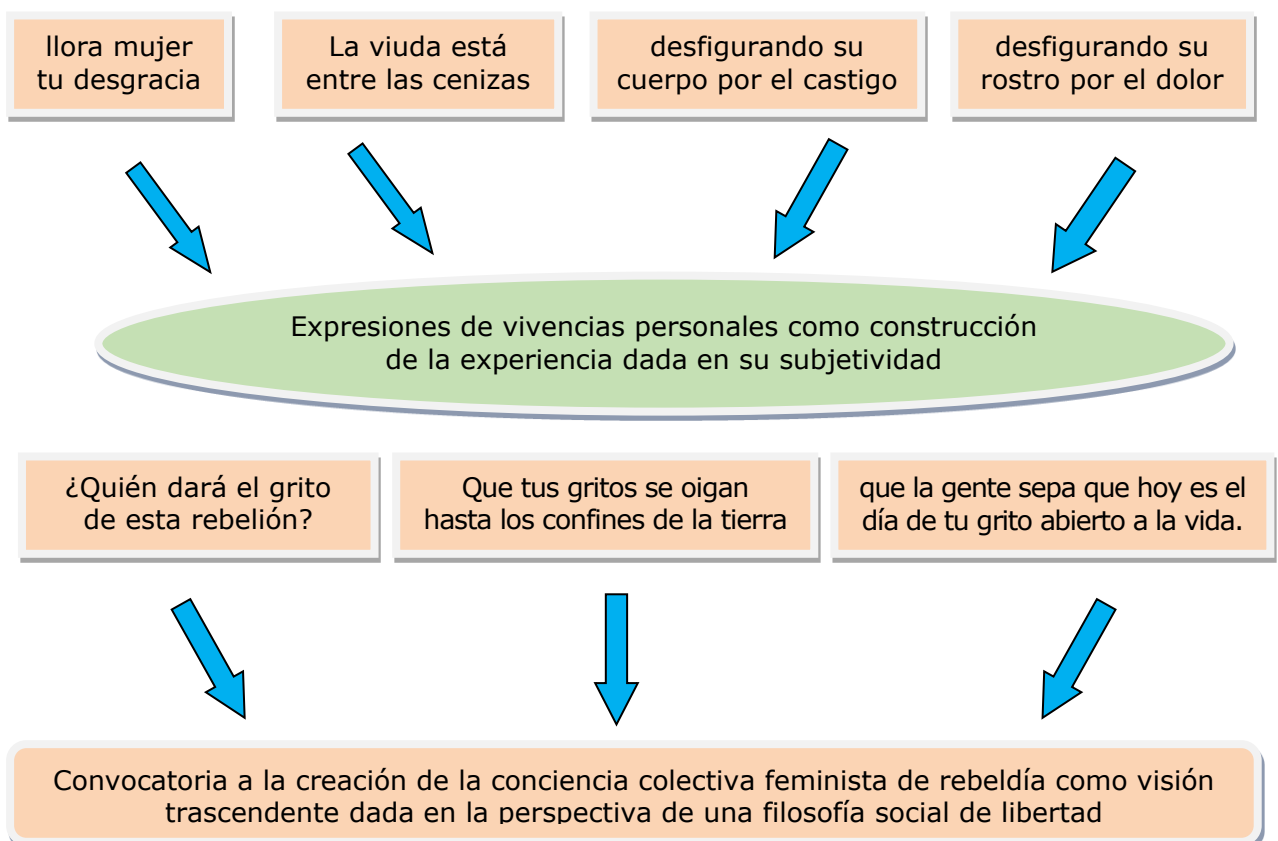 llora mujer
tu desgracia
La viuda está
entre las cenizas
desfigurando su
cuerpo por el castigo
desfigurando su
rostro por el dolor
Expresiones de vivencias personales como construcción
de la experiencia dada en su subjetividad
¿Quién dará el grito
de esta rebelión?
Que tus gritos se oigan
hasta los confines de la tierra
que la gente sepa que hoy es el
día de tu grito abierto a la vida.
Convocatoria a la creación de la conciencia colectiva feminista de rebeldía como visión
trascendente dada en la perspectiva de una filosofía social de libertad